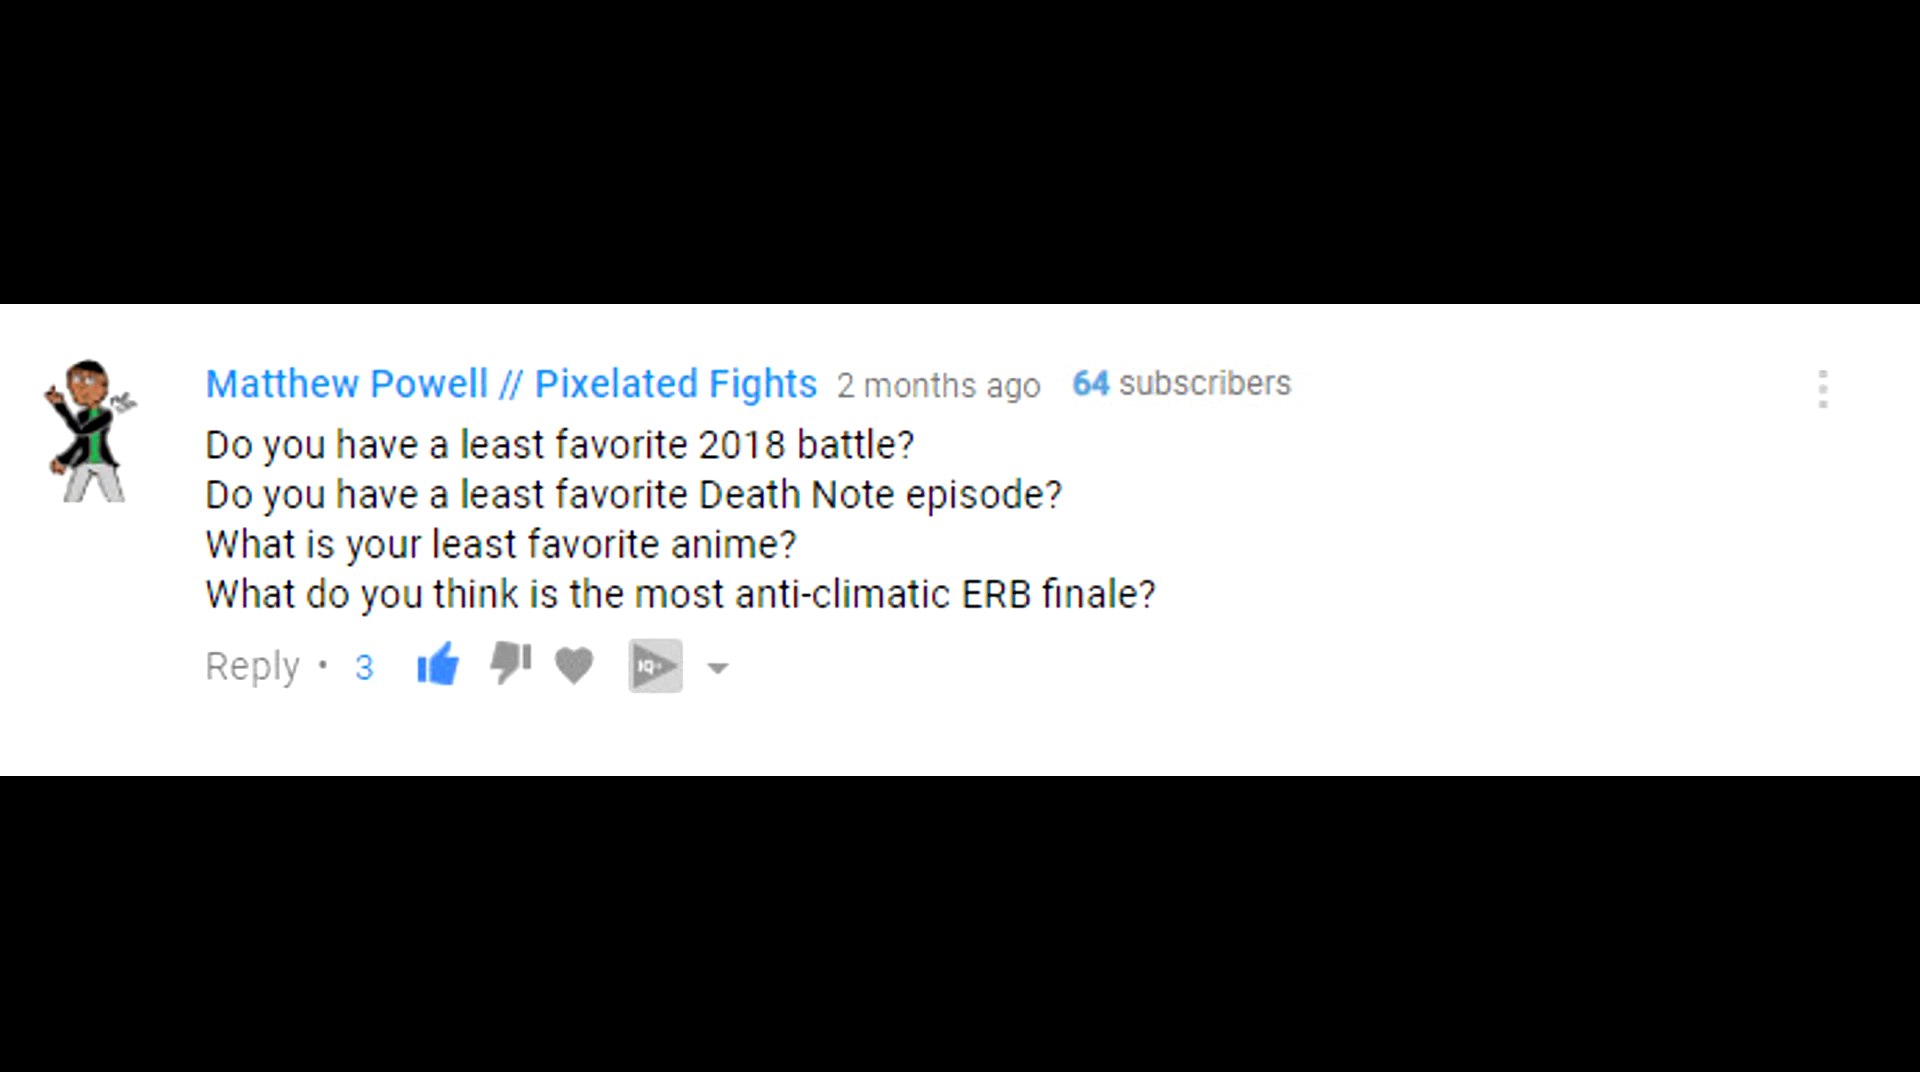 Matthew Powell // Pixelated Fights 2 months ago 64 subscribers
Do you have a least favorite 2018 battle?
Do you have a least favorite Death Note episode?
What is your least favorite anime?
What do you think is the most anti-climatic ERB finale?
Reply • 3